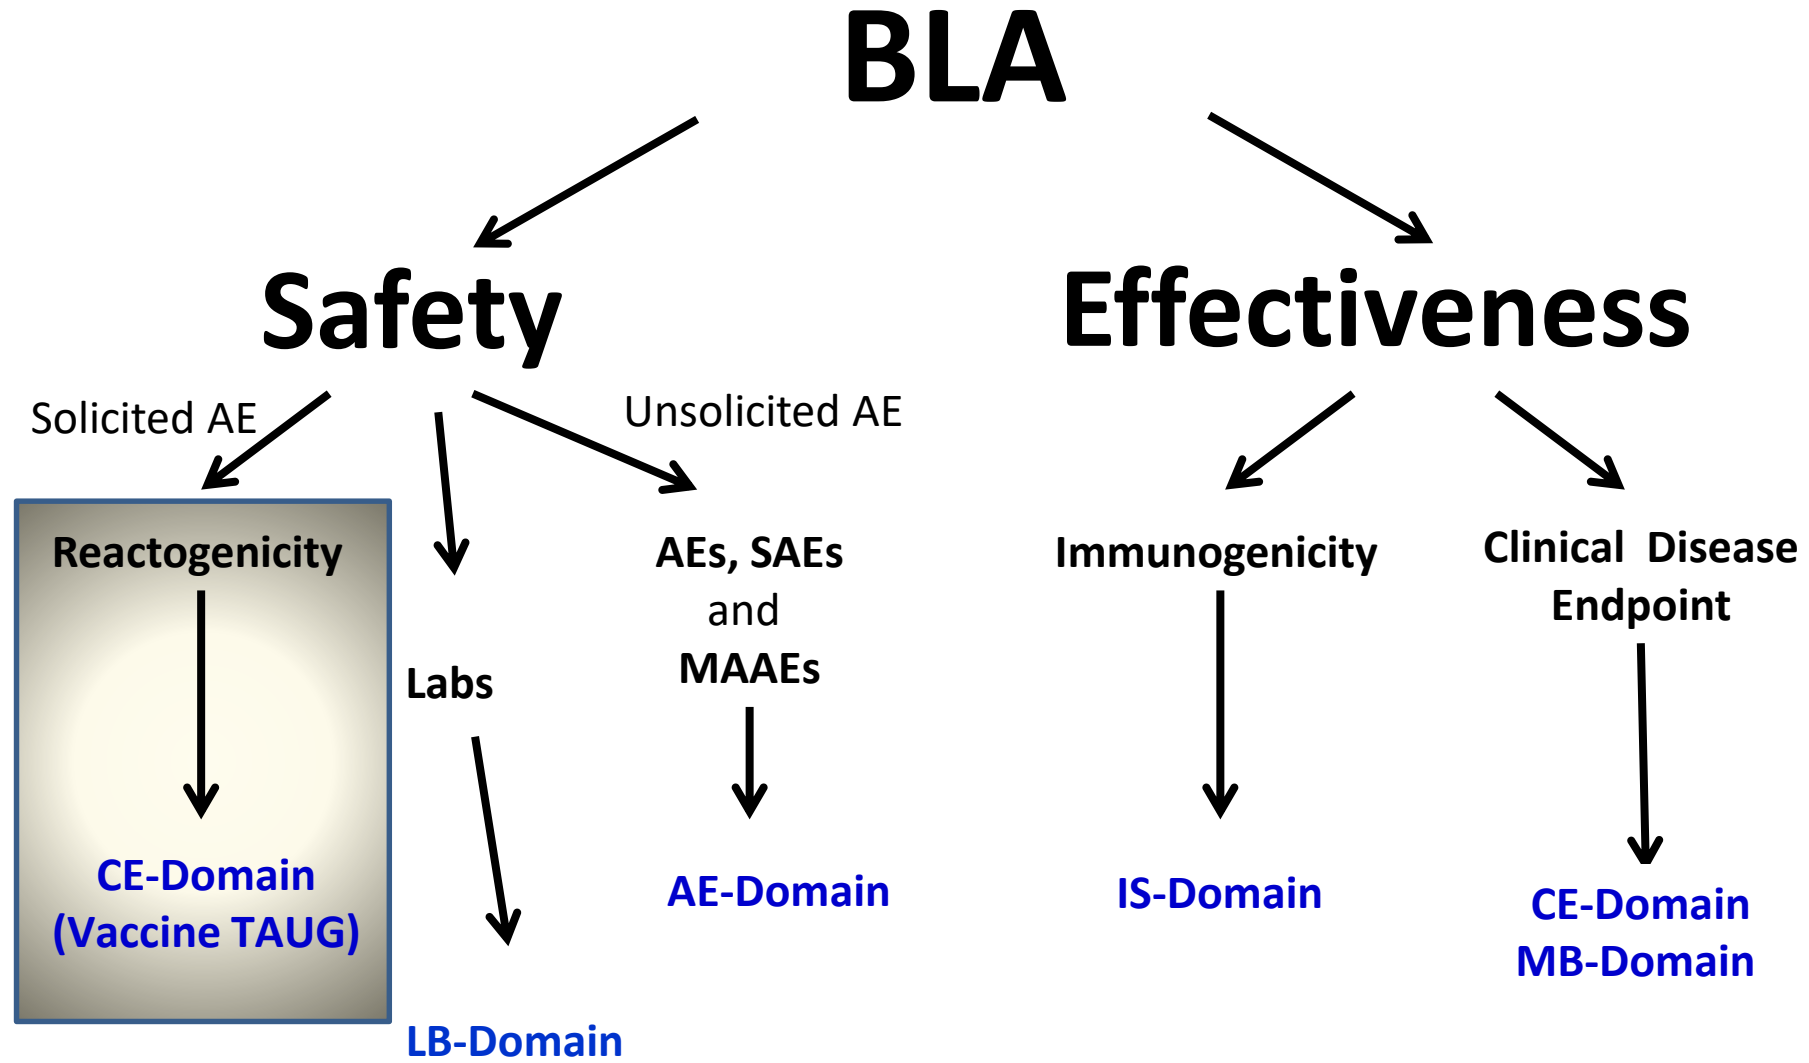 BLA
Safety
Effectiveness
Solicited AE
Unsolicited AE
Reactogenicity
CE-Domain
(Vaccine TAUG)
Labs
LB-Domain
AEs, SAEs
and
MAAEs
AE-Domain
Immunogenicity
IS-Domain
Clinical Disease
Endpoint
CE-Domain
MB-Domain